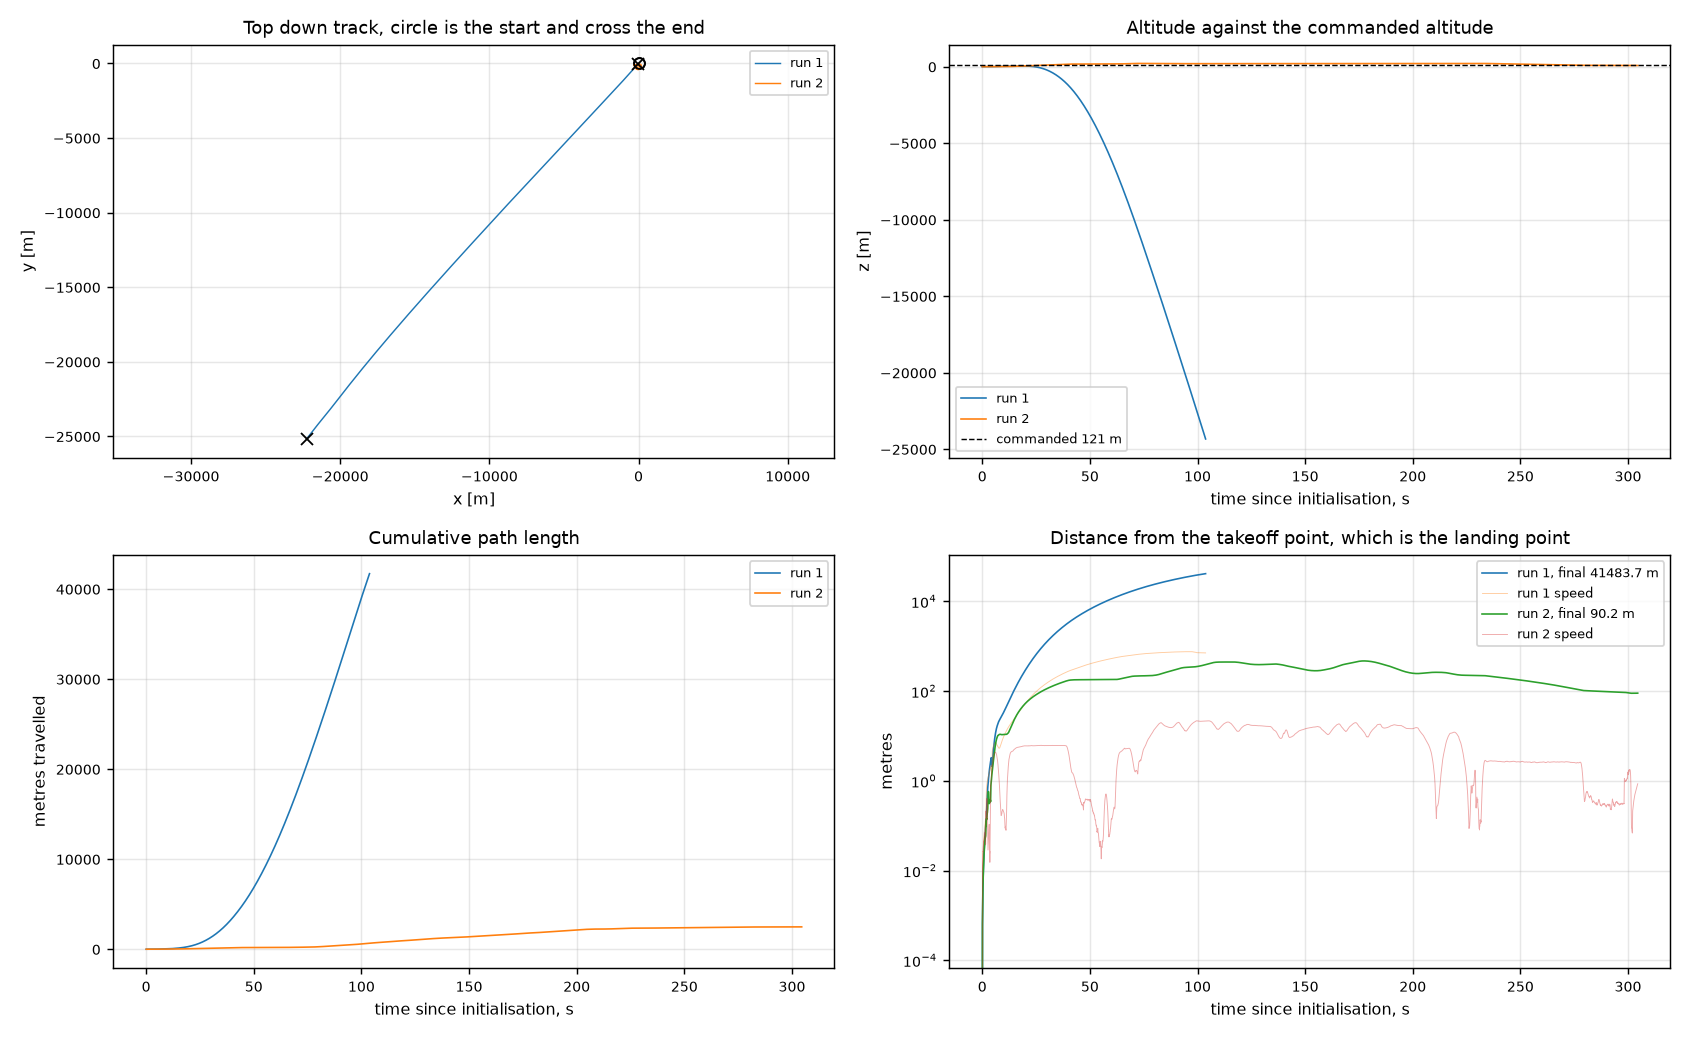 Top down track, circle is the start and cross the end
run 1
run 2
0
−5000
−10000
−15000
−20000
−25000
y [m]
−30000
−20000
−10000
0
10000
x [m]
Altitude against the commanded altitude
0
−5000
−10000
−15000
−20000
−25000
z [m]
run 1
run 2
commanded 121 m
0
50
100
150
200
250
300
time since initialisation, s
Cumulative path length
run 1
run 2
40000
30000
20000
10000
0
metres travelled
0
50
100
150
200
250
300
time since initialisation, s
Distance from the takeoff point, which is the landing point
run 1, final 41483.7 m
run 1 speed
run 2, final 90.2 m
run 2 speed
10⁴
10²
10⁰
10⁻²
10⁻⁴
metres
0
50
100
150
200
250
300
time since initialisation, s